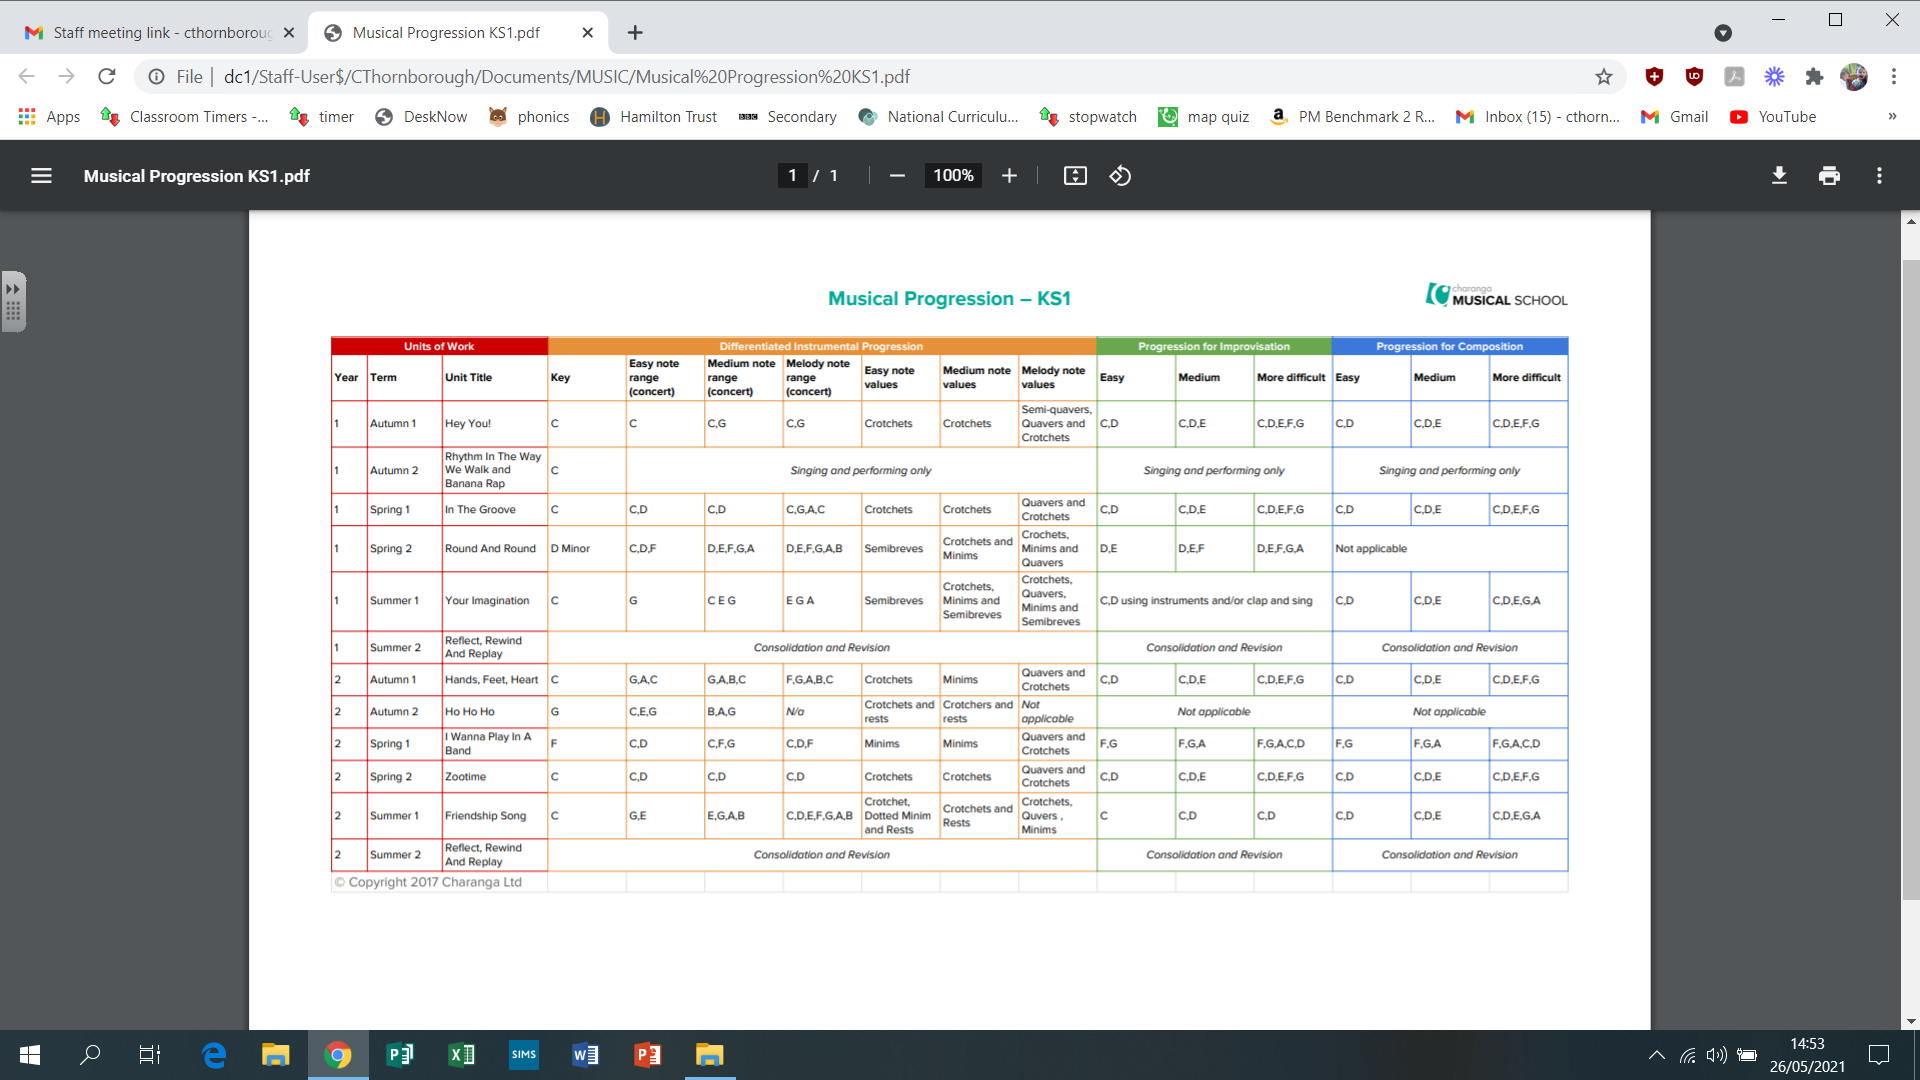 Staff meeting link - cthornboroug
Musical Progression KS1.pdf
File | dc1/Staff-User$/CThornborough/Documents/MUSIC/Musical%20Progression%20KS1.pdf
Apps Classroom Timers -... timer DeskNow phonics Hamilton Trust BBC Secondary National Curriculu... stopwatch map quiz PM Benchmark 2 R... Inbox (15) - cthorn... Gmail YouTube »
Musical Progression KS1.pdf 1 / 1 100%
Musical Progression – KS1
charanga
MUSICAL SCHOOL
Units of Work Differentiated Instrumental Progression Progression for Improvisation Progression for Composition
Year Term Unit Title Key Easy note range (concert) Medium note range (concert) Melody note range (concert) Easy note values Medium note values Melody note values Easy Medium More difficult Easy Medium More difficult
1 Autumn 1 Hey You! C C C,G C,G Crotchets Crotchets Semi-quavers, Quavers and Crotchets C,D C,D,E C,D,E,F,G C,D C,D,E C,D,E,F,G
1 Autumn 2 Rhythm In The Way We Walk and Banana Rap C Singing and performing only Singing and performing only Singing and performing only
1 Spring 1 In The Groove C C,D C,D C,G,A,C Crotchets Crotchets Quavers and Crotchets C,D C,D,E C,D,E,F,G C,D C,D,E C,D,E,F,G
1 Spring 2 Round And Round D Minor C,D,F D,E,F,G,A D,E,F,G,A,B Semibreves Crotchets and Minims Crochets, Minims and Quavers D,E D,E,F D,E,F,G,A Not applicable
1 Summer 1 Your Imagination C G C E G E G A Semibreves Crotchets, Minims and Semibreves Crotchets, Quavers, Minims and Semibreves C,D using instruments and/or clap and sing C,D C,D,E C,D,E,G,A
1 Summer 2 Reflect, Rewind And Replay Consolidation and Revision Consolidation and Revision Consolidation and Revision
2 Autumn 1 Hands, Feet, Heart C G,A,C G,A,B,C F,G,A,B,C Crotchets Minims Quavers and Crotchets C,D C,D,E C,D,E,F,G C,D C,D,E C,D,E,F,G
2 Autumn 2 Ho Ho Ho G C,E,G B,A,G N/a Crotchets and rests Crotchers and rests Not applicable Not applicable Not applicable
2 Spring 1 I Wanna Play In A Band F C,D C,F,G C,D,F Minims Minims Quavers and Crotchets F,G F,G,A F,G,A,C,D F,G F,G,A F,G,A,C,D
2 Spring 2 Zootime C C,D C,D C,D Crotchets Crotchets Quavers and Crotchets C,D C,D,E C,D,E,F,G C,D C,D,E C,D,E,F,G
2 Summer 1 Friendship Song C G,E E,G,A,B C,D,E,F,G,A,B Crotchet, Dotted Minim and Rests Crotchets and Rests Crotchets, Quvers , Minims C C,D C,D C,D C,D,E C,D,E,G,A
2 Summer 2 Reflect, Rewind And Replay Consolidation and Revision Consolidation and Revision Consolidation and Revision
© Copyright 2017 Charanga Ltd
SIMS
14:53
26/05/2021